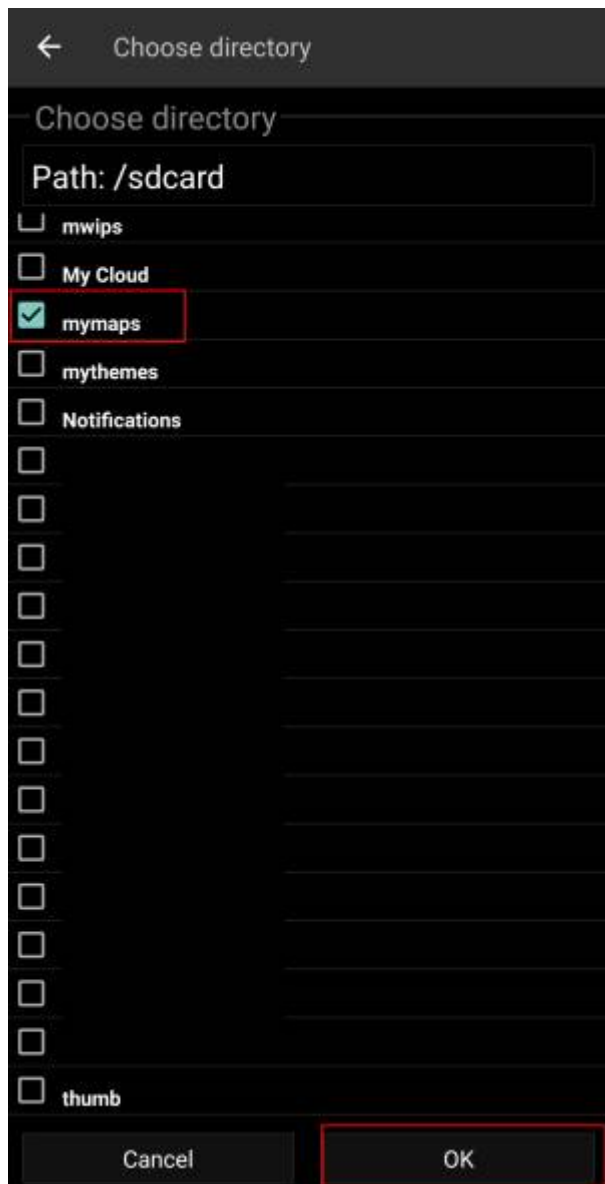 Choose directory
Choose directory
Path: /sdcard
mwips
My Cloud
mymaps
mythemes
Notifications
thumb
Cancel
OK